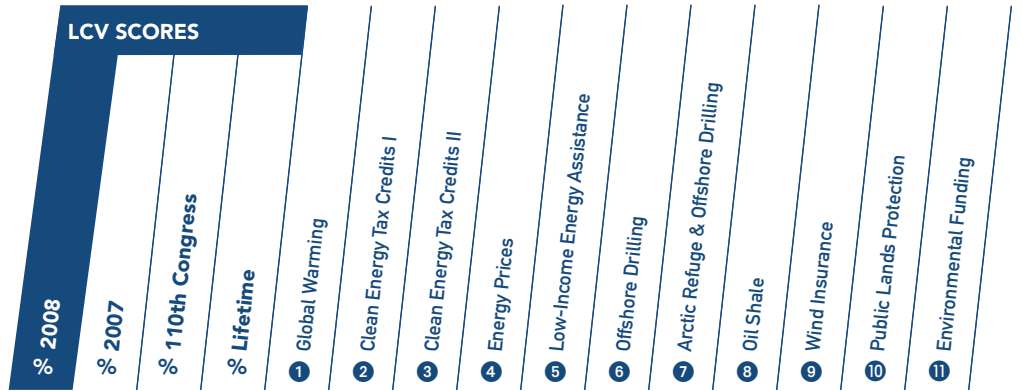 LCV SCORES
% 2008
% 2007
% 110th Congress
% Lifetime
1 Global Warming
2 Clean Energy Tax Credits I
3 Clean Energy Tax Credits II
4 Energy Prices
5 Low-Income Energy Assistance
6 Offshore Drilling
7 Arctic Refuge & Offshore Drilling
8 Oil Shale
9 Wind Insurance
10 Public Lands Protection
11 Environmental Funding